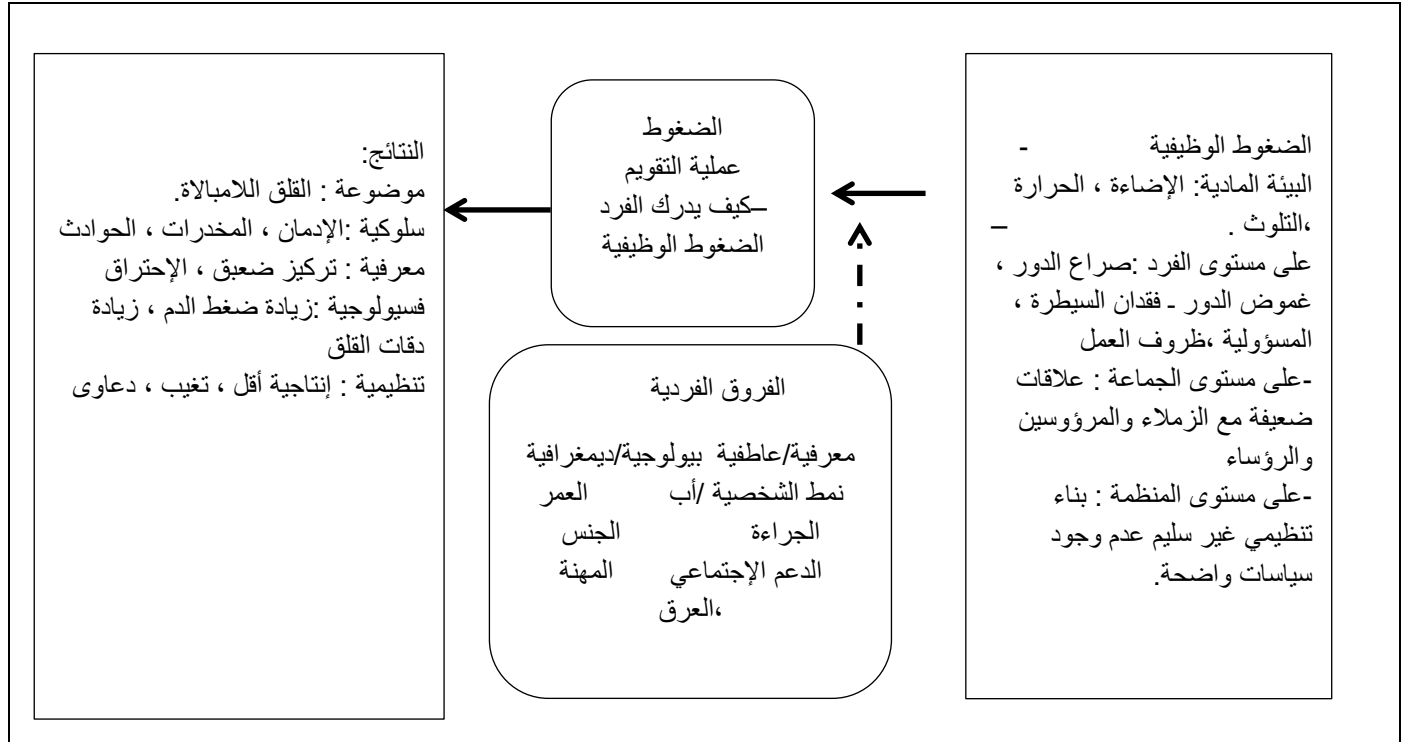 الضغوط الوظيفية -
البيئة المادية: الإضاءة ، الحرارة
،التلوث . –
على مستوى الفرد :صراع الدور ،
غموض الدور ـ فقدان السيطرة ،
المسؤولية ،ظروف العمل
-على مستوى الجماعة : علاقات
ضعيفة مع الزملاء والمرؤوسين
والرؤساء
-على مستوى المنظمة : بناء
تنظيمي غير سليم عدم وجود
سياسات واضحة.
الضغوط
عملية التقويم
–كيف يدرك الفرد
الضغوط الوظيفية
الفروق الفردية
معرفية/عاطفية بيولوجية/ديمغرافية
نمط الشخصية /أب العمر
الجراءة الجنس
الدعم الإجتماعي المهنة
،العرق
النتائج:
موضوعة : القلق اللامبالاة.
سلوكية :الإدمان ، المخدرات ، الحوادث
معرفية : تركيز ضعبق ، الإحتراق
فسيولوجية :زيادة ضغط الدم ، زيادة
دقات القلق
تنظيمية : إنتاجية أقل ، تغيب ، دعاوى